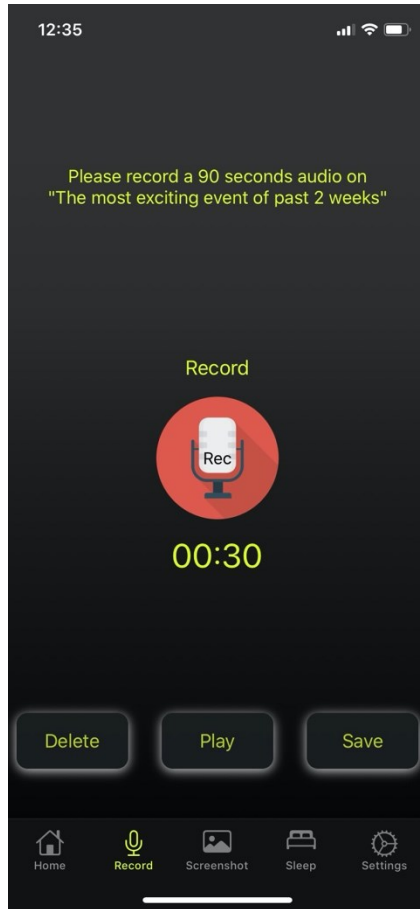 12:35
Please record a 90 seconds audio on
"The most exciting event of past 2 weeks"
Record
Rec
00:30
Delete Play Save
Home Record Screenshot Sleep Settings